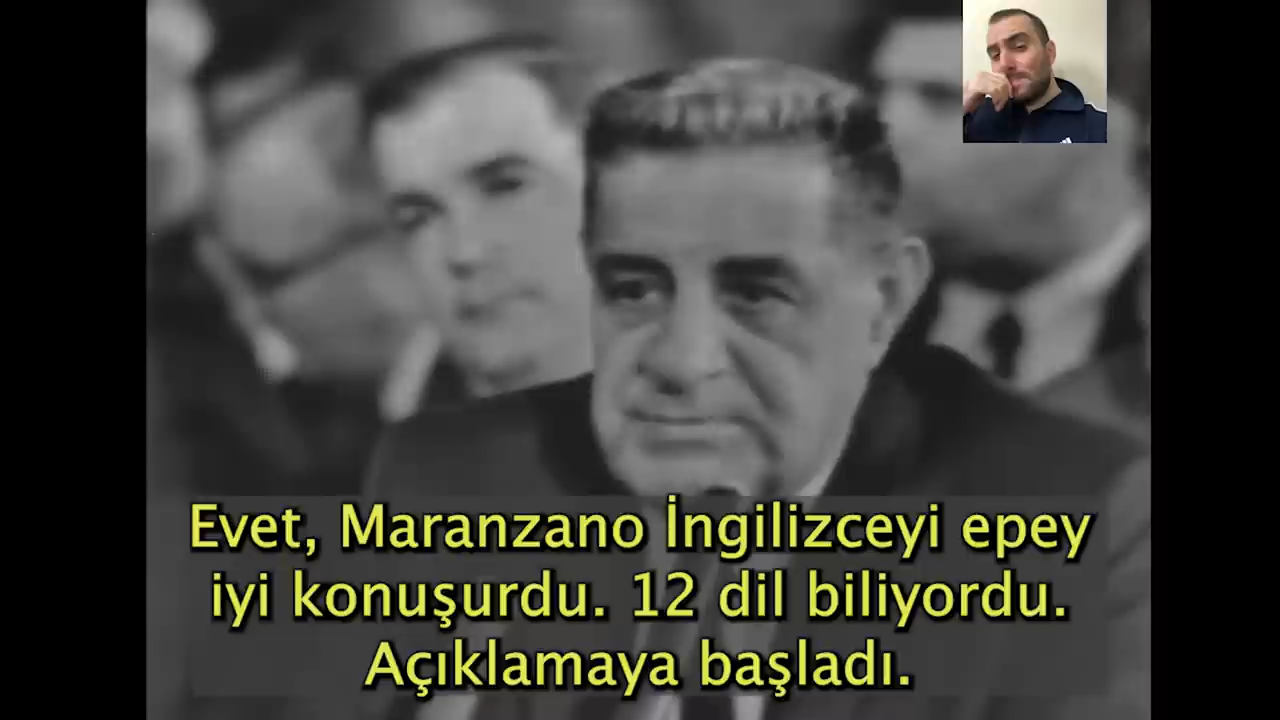 Evet, Maranzano İngilizceyi epey
iyi konuşurdu. 12 dil biliyordu.
Açıklamaya başladı.